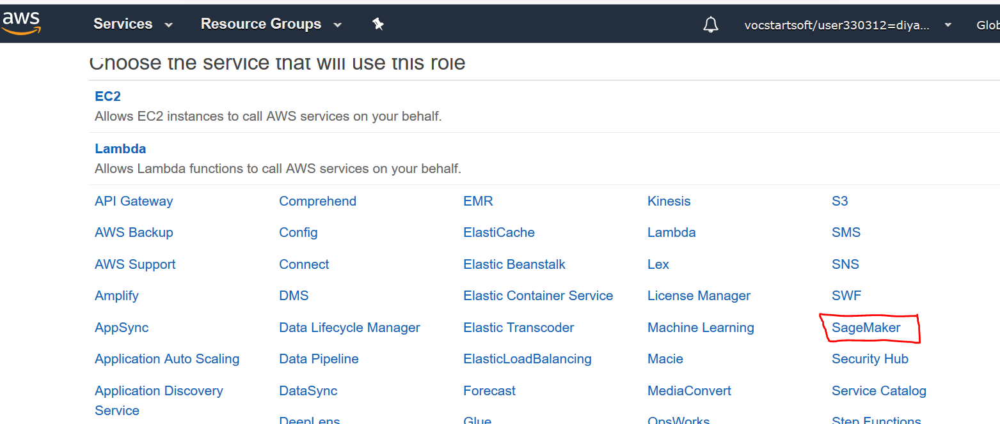 aws Services Resource Groups vocstartsoft/user330312=diya... Glob
Choose the service that will use this role
EC2
Allows EC2 instances to call AWS services on your behalf.
Lambda
Allows Lambda functions to call AWS services on your behalf.
API Gateway Comprehend EMR Kinesis S3
AWS Backup Config ElastiCache Lambda SMS
AWS Support Connect Elastic Beanstalk Lex SNS
Amplify DMS Elastic Container Service License Manager SWF
AppSync Data Lifecycle Manager Elastic Transcoder Machine Learning SageMaker
Application Auto Scaling Data Pipeline ElasticLoadBalancing Macie Security Hub
Application Discovery DataSync Forecast MediaConvert Service Catalog
Service
DeepLens Glue OpsWorks Step Functions